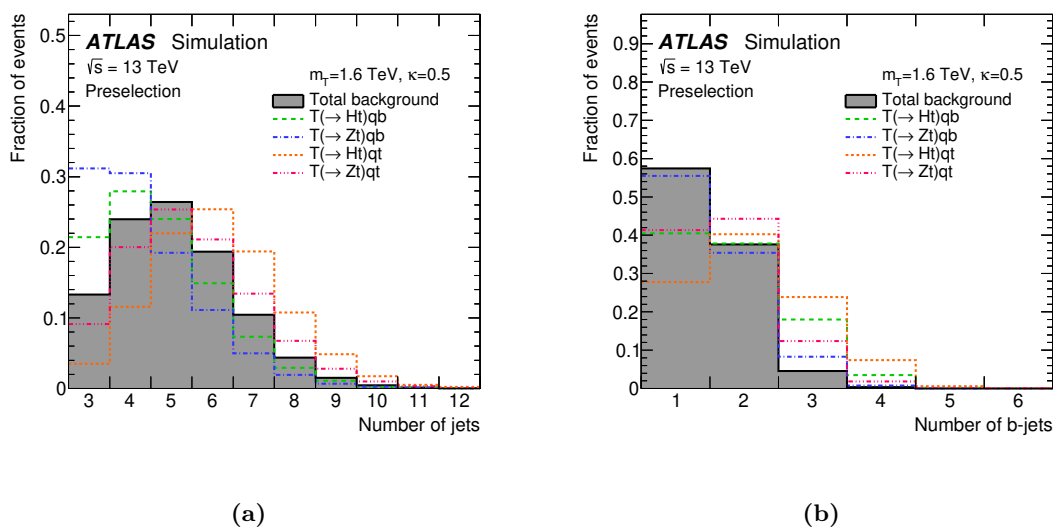 Fraction of events
0.5
0.4
0.3
0.2
0.1
0
ATLAS Simulation
√s = 13 TeV
Preselection
m_T=1.6 TeV, κ=0.5
Total background
T(→ Ht)qb
T(→ Zt)qb
T(→ Ht)qt
T(→ Zt)qt
3 4 5 6 7 8 9 10 11 12
Number of jets
(a)
Fraction of events
0.9
0.8
0.7
0.6
0.5
0.4
0.3
0.2
0.1
0
ATLAS Simulation
√s = 13 TeV
Preselection
m_T=1.6 TeV, κ=0.5
Total background
T(→ Ht)qb
T(→ Zt)qb
T(→ Ht)qt
T(→ Zt)qt
1 2 3 4 5 6
Number of b-jets
(b)